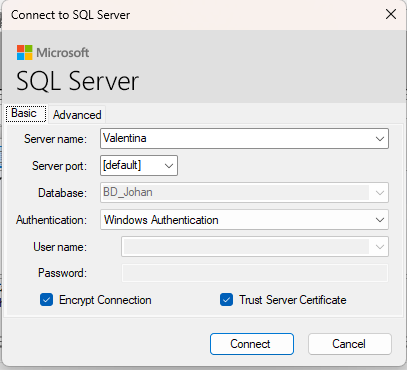 Connect to SQL Server
Microsoft
SQL Server
Basic Advanced
Server name: Valentina
Server port: [default]
Database: BD_Johan
Authentication: Windows Authentication
User name:
Password:
Encrypt Connection Trust Server Certificate
Connect Cancel